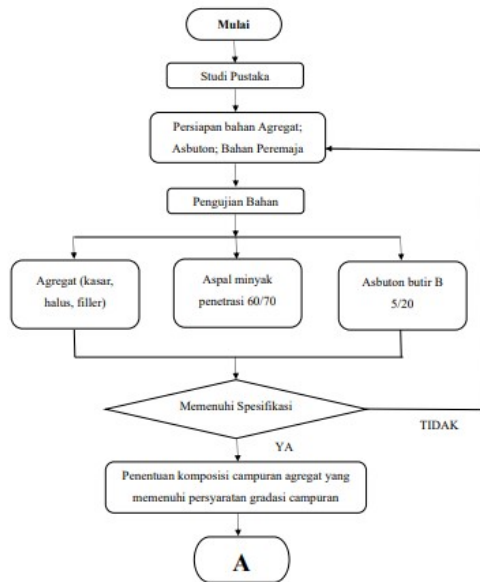 Mulai
Studi Pustaka
Persiapan bahan Agregat;
Asbuton; Bahan Peremaja
Pengujian Bahan
Agregat (kasar,
halus, filler)
Aspal minyak
penetrasi 60/70
Asbuton butir B
5/20
Memenuhi Spesifikasi
TIDAK
YA
Penentuan komposisi campuran agregat yang
memenuhi persyaratan gradasi campuran
A